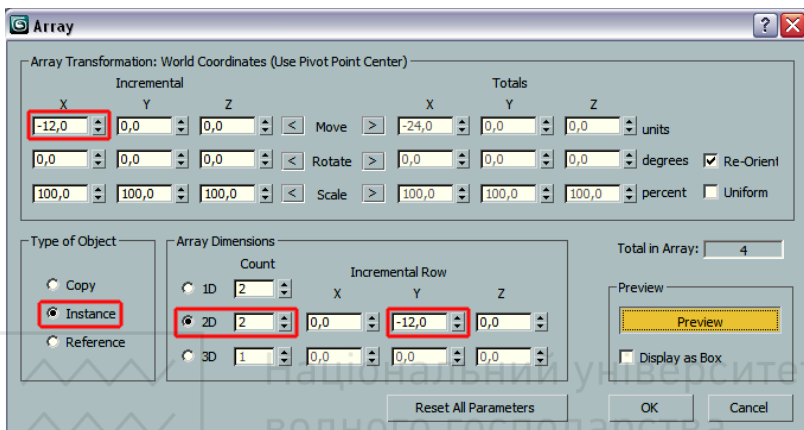 Array
Array Transformation: World Coordinates (Use Pivot Point Center)
Incremental Totals
X Y Z X Y Z
-12,0 0,0 0,0 < Move > -24,0 0,0 0,0 units
0,0 0,0 0,0 < Rotate > 0,0 0,0 0,0 degrees Re-Orient
100,0 100,0 100,0 < Scale > 100,0 100,0 100,0 percent Uniform
Type of Object Array Dimensions Total in Array: 4
Count Incremental Row
Copy 1D 2 X Y Z Preview
Instance 2D 2 0,0 -12,0 0,0 Preview
Reference 3D 1 0,0 0,0 0,0 Display as Box
Національний університет
Reset All Parameters OK Cancel
водного господарства